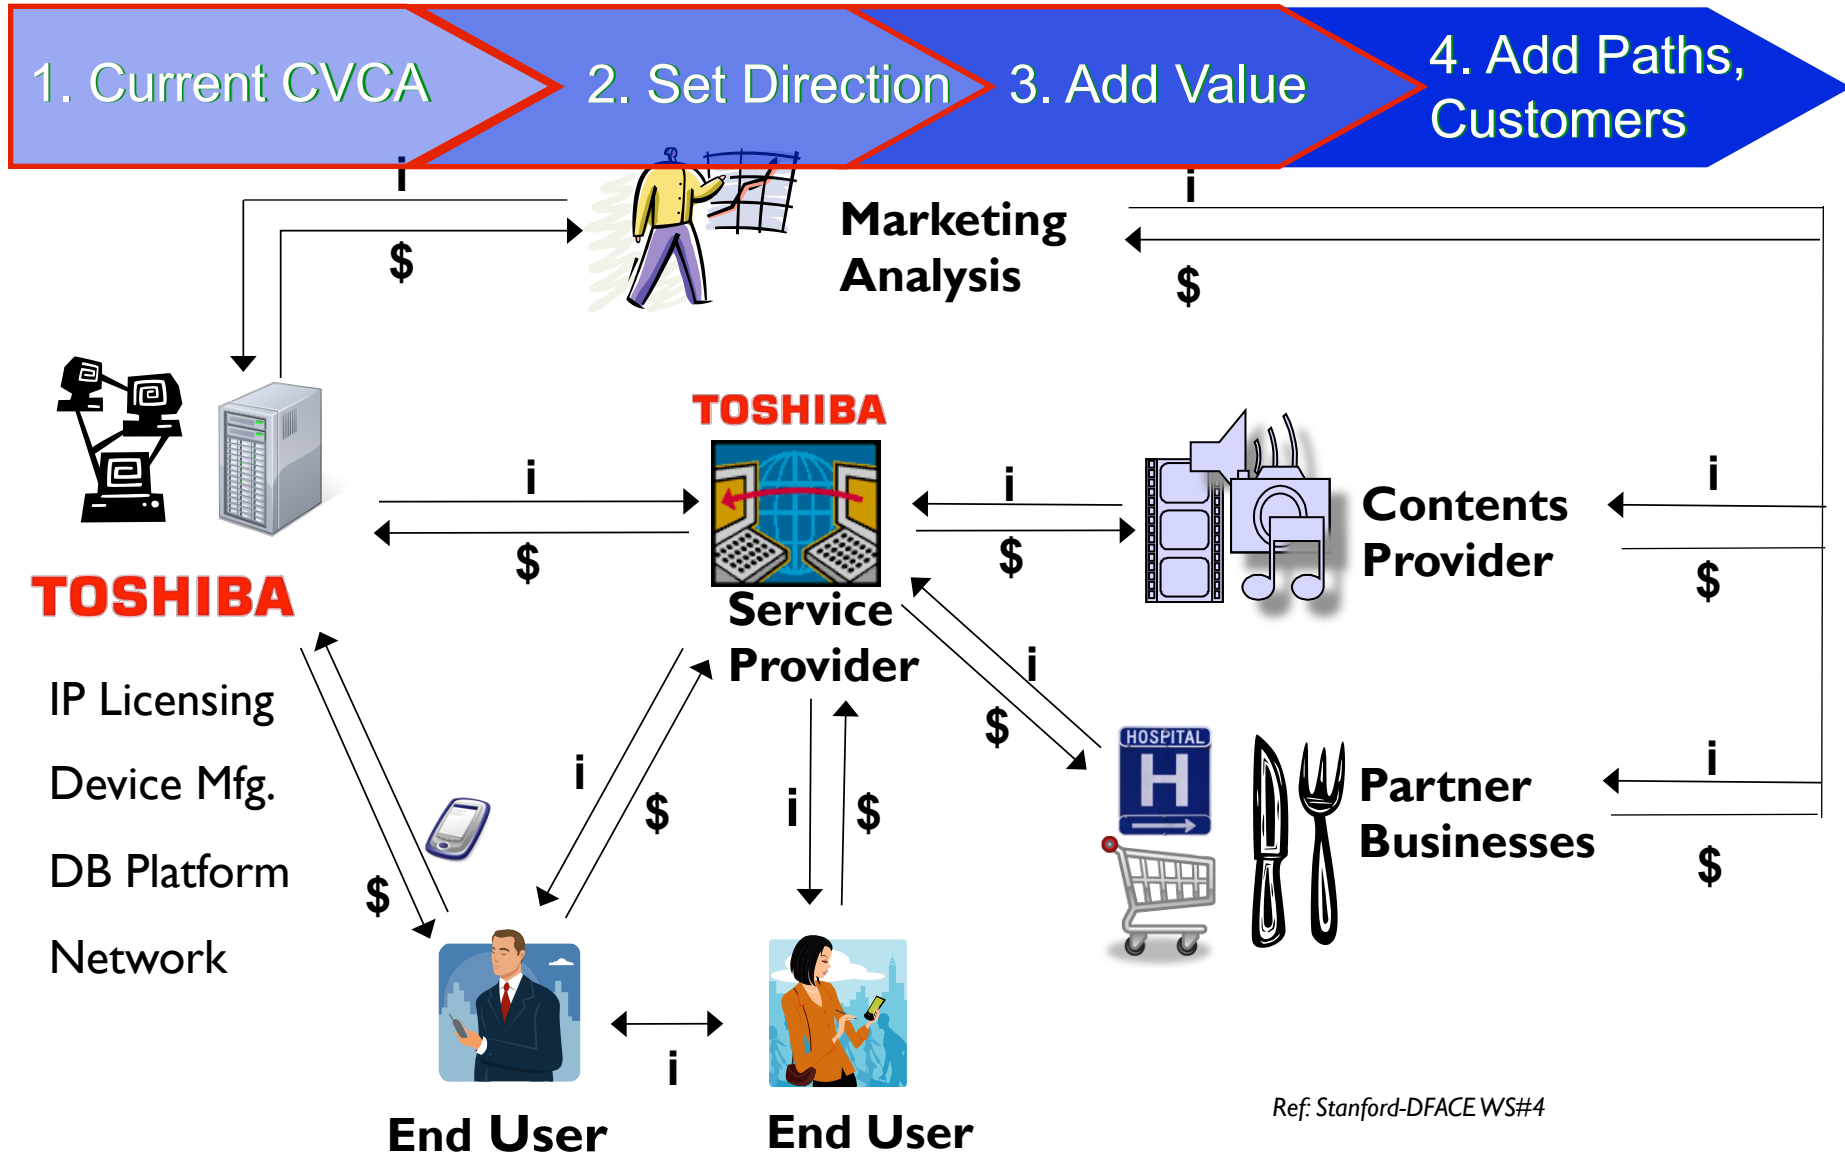 1. Current CVCA
2. Set Direction
3. Add Value
4. Add Paths,
Customers
i
$
Marketing
Analysis
i
$
TOSHIBA
i
$
i
$
Contents
Provider
i
$
TOSHIBA
Service
Provider
IP Licensing
Device Mfg.
DB Platform
Network
$
i
$
i
$
i
$
HOSPITAL
H
Partner
Businesses
i
$
i
End User
End User
Ref: Stanford-DFACE WS#4